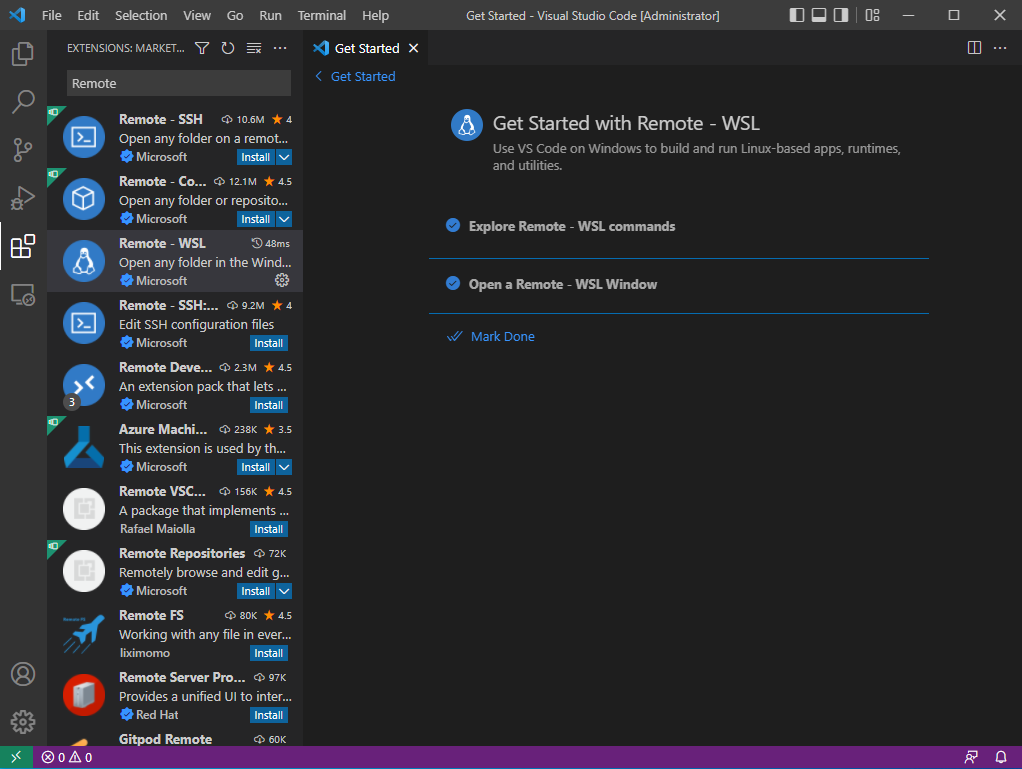 File Edit Selection View Go Run Terminal Help
Get Started - Visual Studio Code [Administrator]
EXTENSIONS: MARKET...
Remote
Remote - SSH 10.6M 4
Open any folder on a remot...
Microsoft
Install
Remote - Co... 12.1M 4.5
Open any folder or reposito...
Microsoft
Install
Remote - WSL 48ms
Open any folder in the Wind...
Microsoft
Remote - SSH:... 9.2M 4
Edit SSH configuration files
Microsoft
Install
Remote Deve... 2.3M 4.5
An extension pack that lets ...
3
Microsoft
Install
Azure Machi... 238K 3.5
This extension is used by th...
Microsoft
Install
Remote VSC... 156K 4.5
A package that implements ...
Rafael Maiolla
Install
Remote Repositories 72K
Remotely browse and edit g...
Microsoft
Install
Remote FS 80K 4.5
Working with any file in ever...
liximomo
Install
Remote Server Pro... 97K
Provides a unified UI to inter...
Red Hat
Install
Gitpod Remote 60K
Get Started
Get Started
Get Started with Remote - WSL
Use VS Code on Windows to build and run Linux-based apps, runtimes,
and utilities.
Explore Remote - WSL commands
Open a Remote - WSL Window
Mark Done
0 0